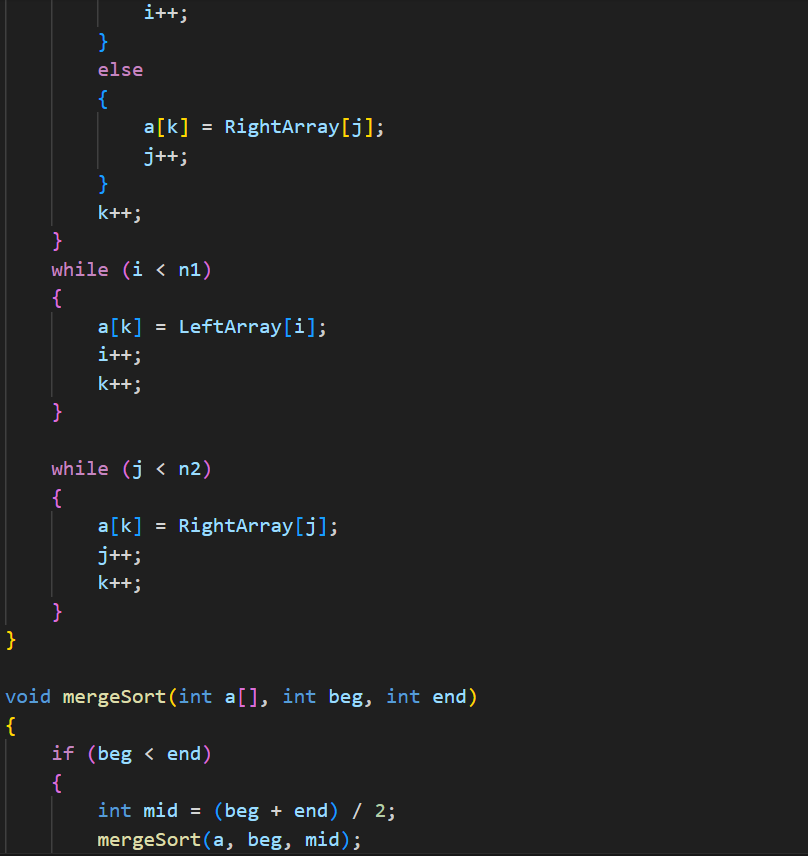 i++;
        }
        else
        {
            a[k] = RightArray[j];
            j++;
        }
        k++;
    }
    while (i < n1)
    {
        a[k] = LeftArray[i];
        i++;
        k++;
    }

    while (j < n2)
    {
        a[k] = RightArray[j];
        j++;
        k++;
    }
}

void mergeSort(int a[], int beg, int end)
{
    if (beg < end)
    {
        int mid = (beg + end) / 2;
        mergeSort(a, beg, mid);